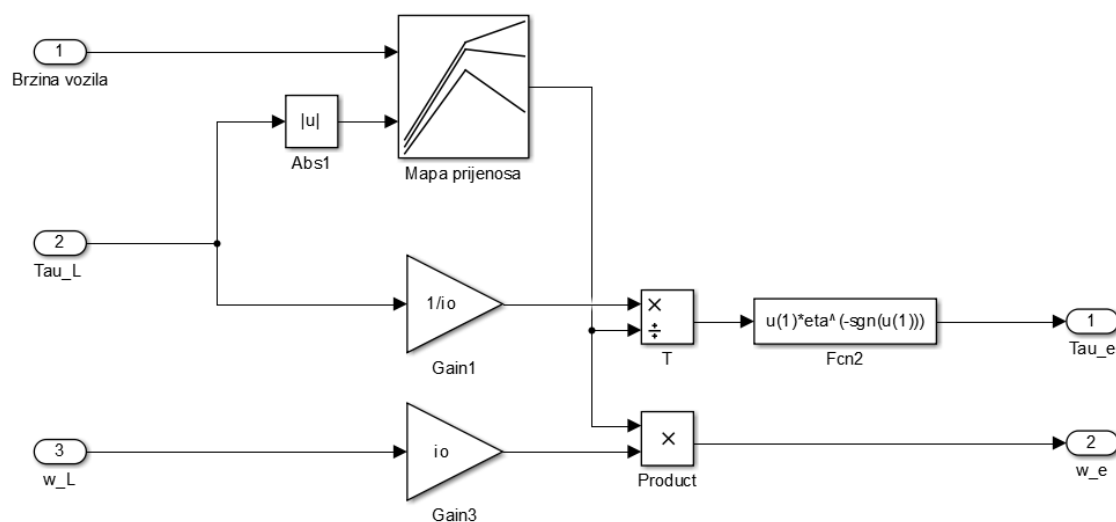 1
Brzina vozila
|u|
Abs1
Mapa prijenosa
2
Tau_L
1/io
Gain1
×
÷
T
u(1)*eta^(-sgn(u(1)))
Fcn2
1
Tau_e
3
w_L
io
Gain3
×
Product
2
w_e